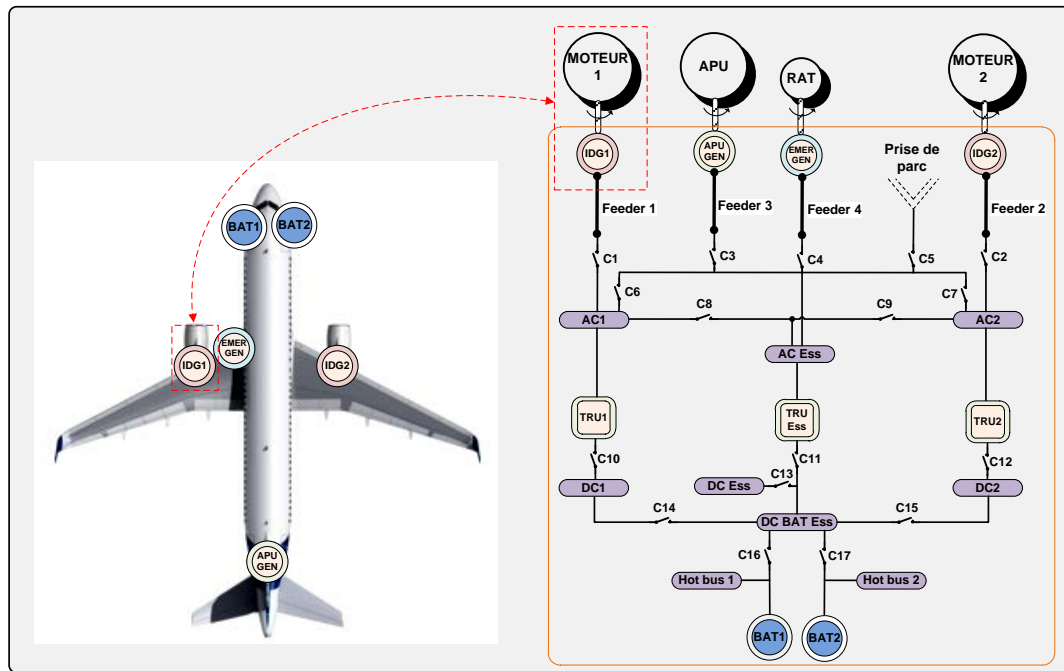 MOTEUR
1
APU
RAT
MOTEUR
2
IDG1
APU
GEN
EMER
GEN
IDG2
Prise de
parc
Feeder 1
Feeder 3
Feeder 4
Feeder 2
C1
C3
C4
C5
C2
C6
C7
C8
C9
AC1
AC2
AC Ess
TRU1
TRU
Ess
TRU2
C10
C11
C12
C13
DC1
DC Ess
DC2
C14
C15
DC BAT Ess
C16
C17
Hot bus 1
Hot bus 2
BAT1
BAT2
BAT1
BAT2
EMER
GEN
IDG1
IDG2
APU
GEN